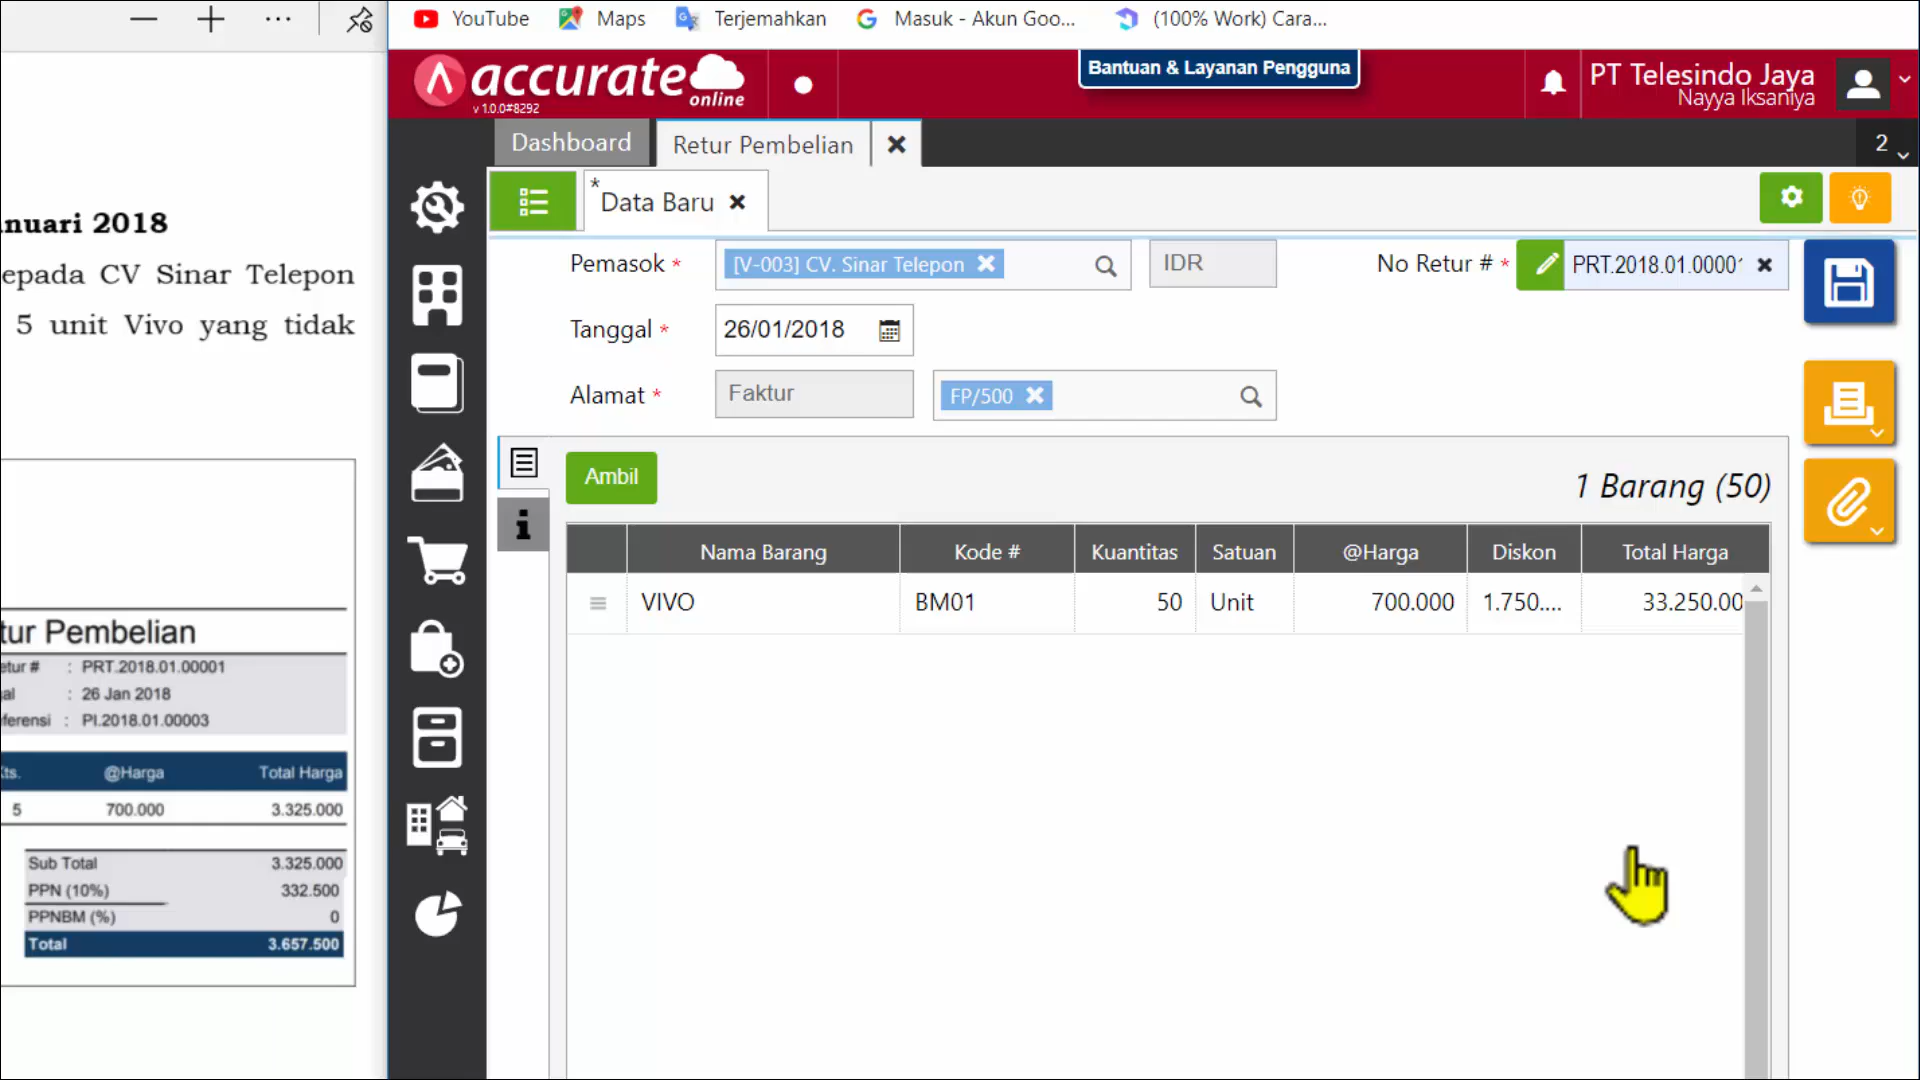 YouTube
Maps
Terjemahkan
Masuk - Akun Goo...
(100% Work) Cara...
accurate
online
v 1.0.0#8292
Bantuan & Layanan Pengguna
PT Telesindo Jaya
Nayya Iksaniya
Dashboard
Retur Pembelian
2
* Data Baru
Pemasok *
[V-003] CV. Sinar Telepon
IDR
No Retur # *
PRT.2018.01.0000
Tanggal *
26/01/2018
Alamat *
Faktur
FP/500
Ambil
1 Barang (50)
Nama Barang Kode # Kuantitas Satuan @Harga Diskon Total Harga
VIVO BM01 50 Unit 700.000 1.750.... 33.250.00
nuari 2018
epada CV Sinar Telepon
5 unit Vivo yang tidak
tur Pembelian
etur # : PRT.2018.01.00001
al : 26 Jan 2018
ferensi : PI.2018.01.00003
ts. @Harga Total Harga
5 700.000 3.325.000
Sub Total 3.325.000
PPN (10%) 332.500
PPNBM (%) 0
Total 3.657.500